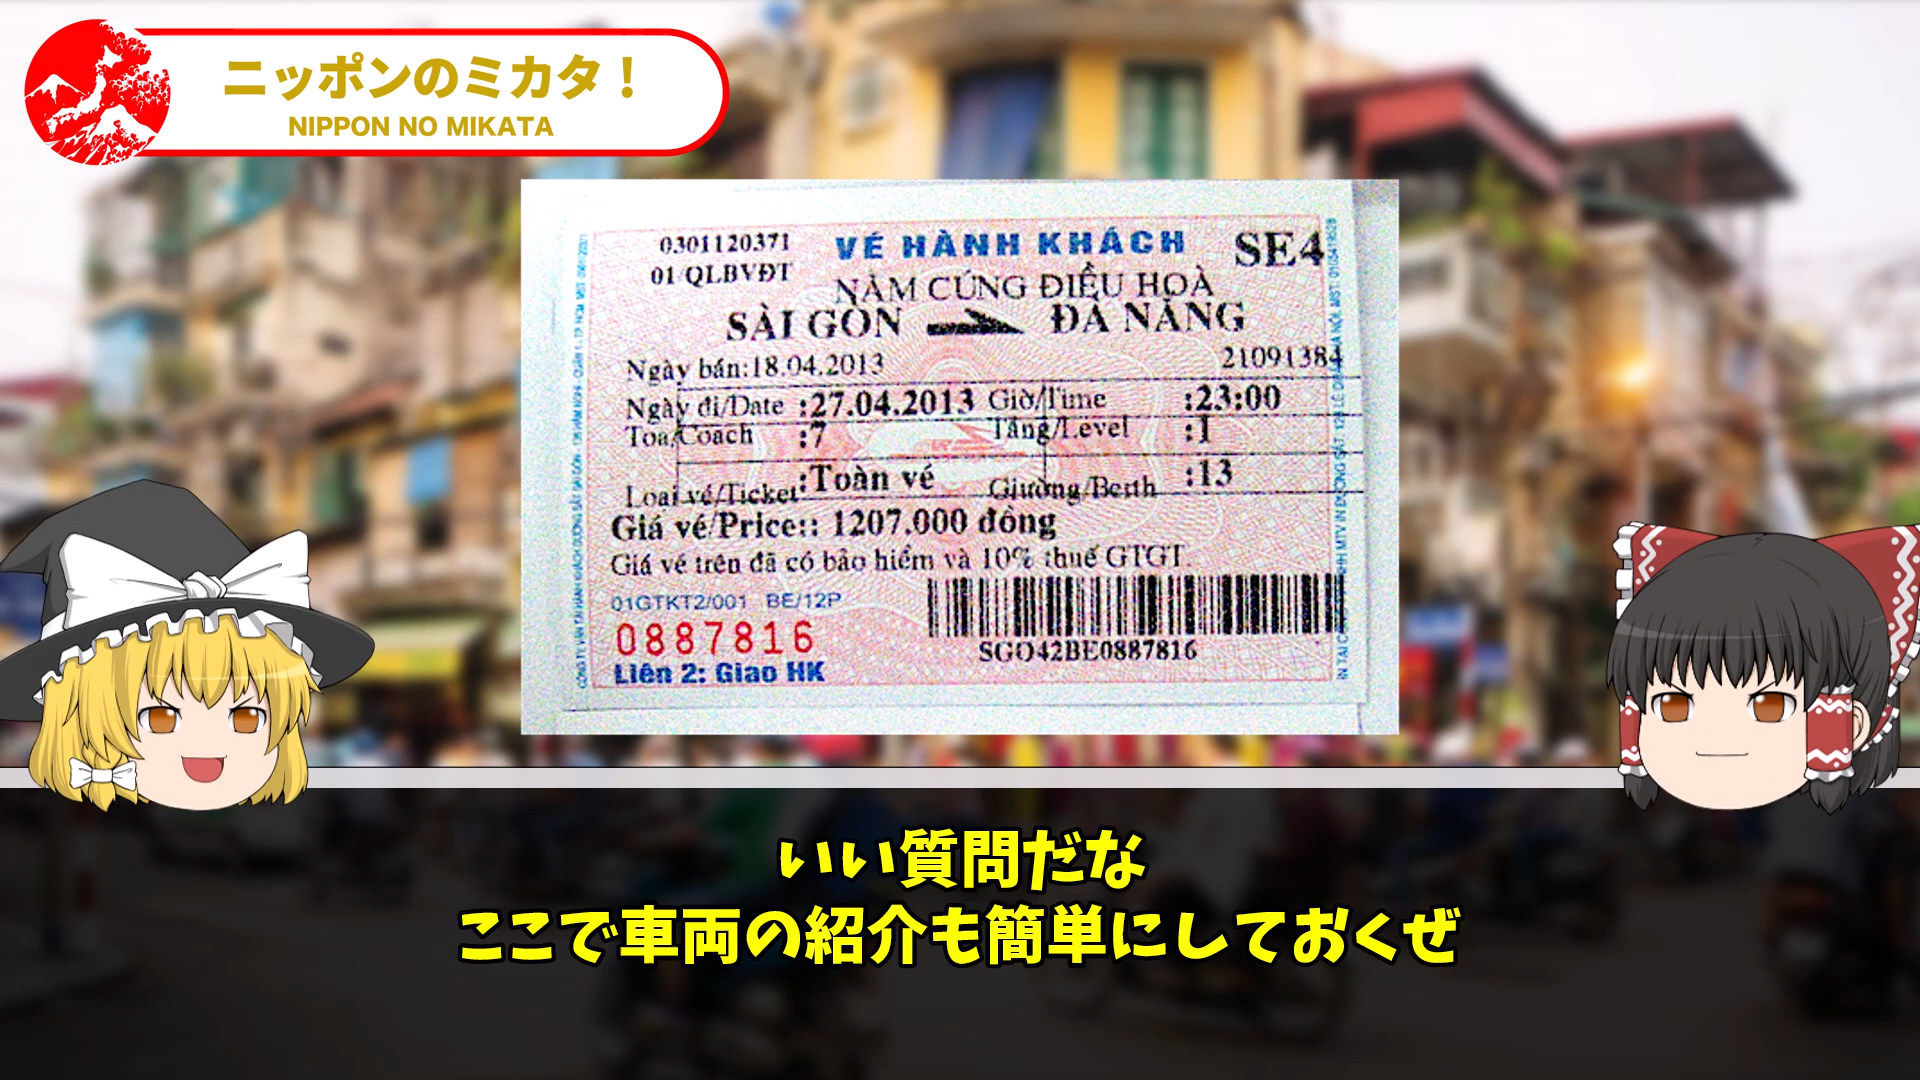 ニッポンのミカタ！
NIPPON NO MIKATA
0301120371
VÉ HÀNH KHÁCH
SE4
01/QLBVĐT
NẰM CỨNG ĐIỀU HOÀ
SÀI GÒN
ĐÀ NẴNG
Ngày bán:18.04.2013
21091384
Ngày đi/Date :27.04.2013 Giờ/Time :23:00
Toa/Coach :7 Tầng/Level :1
Loại vé/Ticket:Toàn vé Giường/Berth :13
Giá vé/Price:: 1207.000 đồng
Giá vé trên đã có bảo hiểm và 10% thuế GTGT.
01GTKT2/001 BE/12P
0887816
SGO42BE0887816
Liên 2: Giao HK
いい質問だな
ここで車両の紹介も簡単にしておくぜ